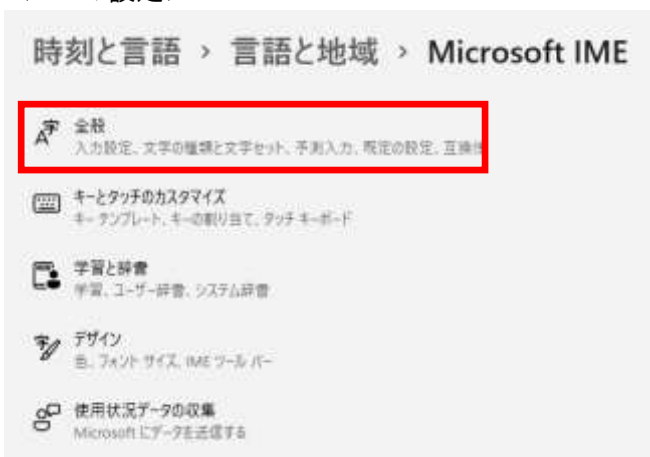 時刻と言語 › 言語と地域 › Microsoft IME
全般
入力設定、文字の種類と文字セット、予測入力、既定の設定、互換性
キーとタッチのカスタマイズ
キー テンプレート、キーの割り当て、タッチ キーボード
学習と辞書
学習、ユーザー辞書、システム辞書
デザイン
色、フォント サイズ、IME ツール バー
使用状況データの収集
Microsoft にデータを送信する